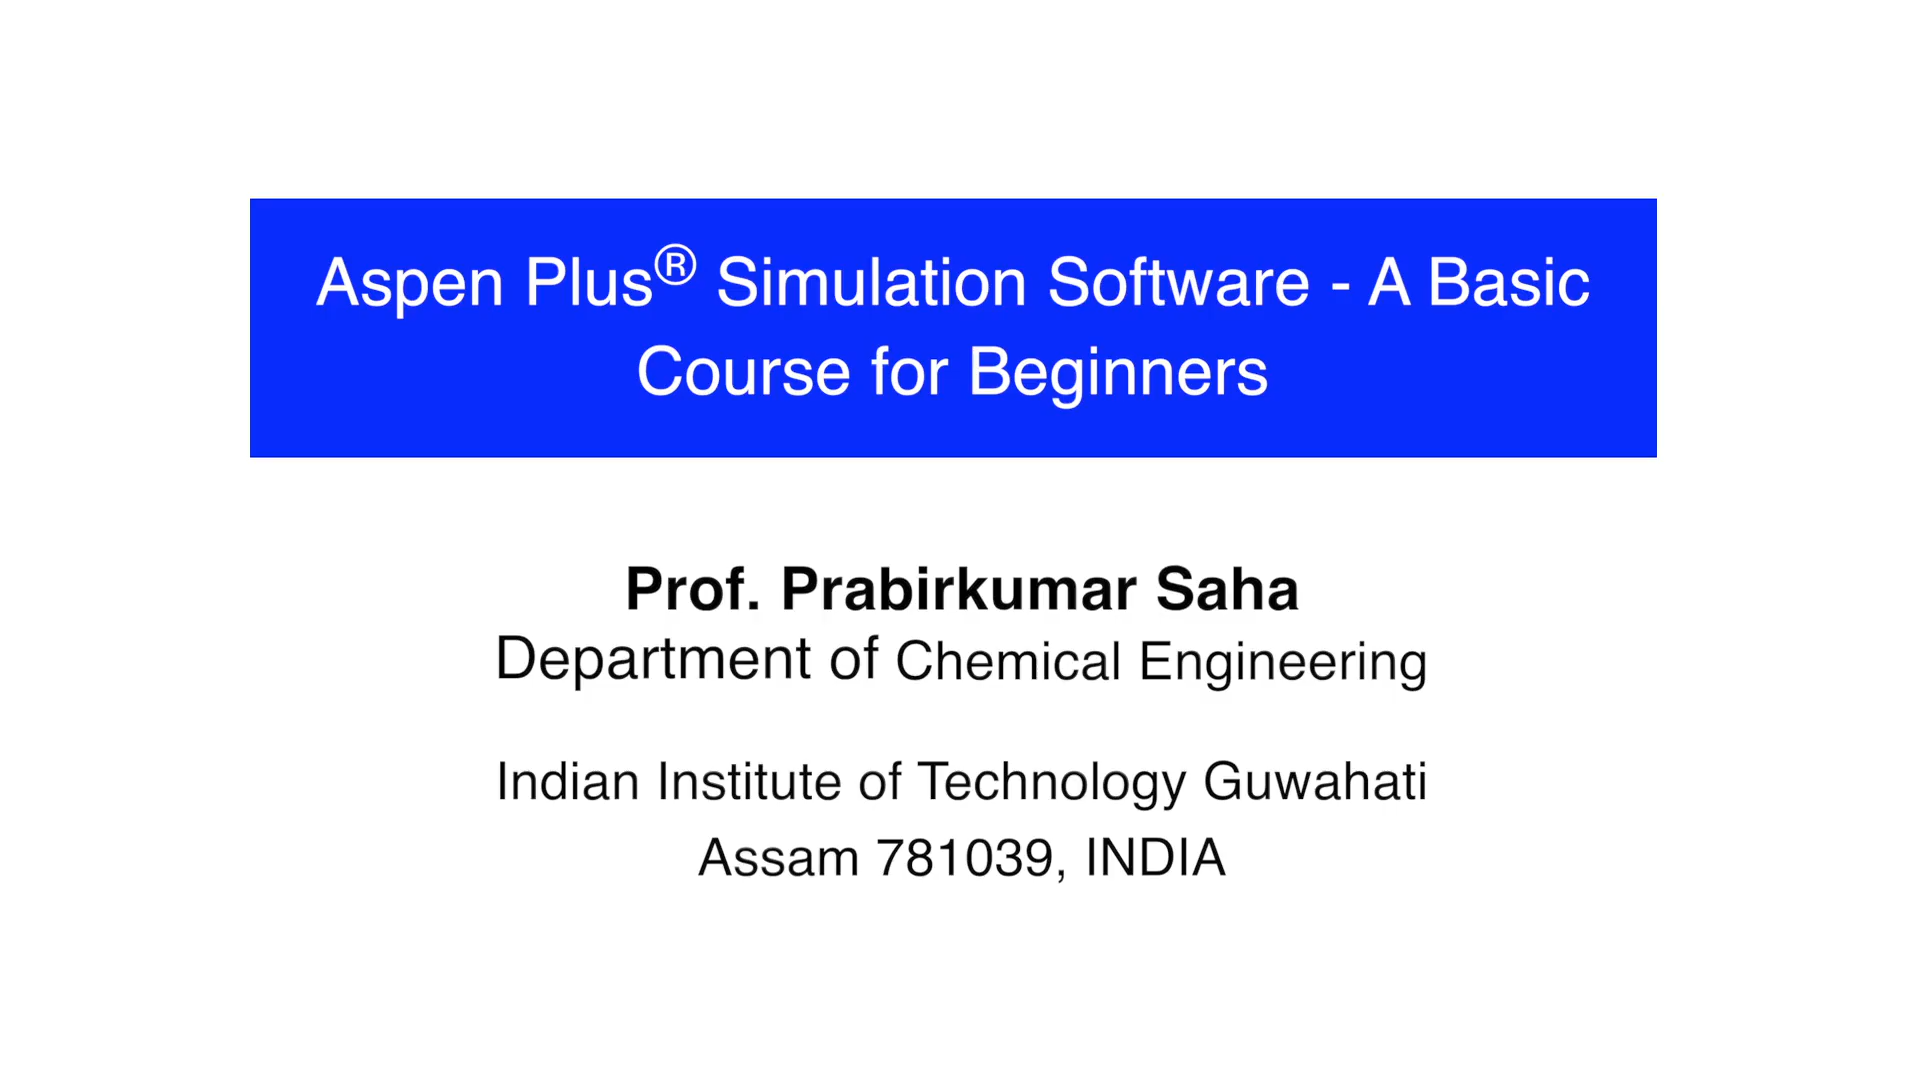 Aspen Plus® Simulation Software - A Basic
Course for Beginners
Prof. Prabirkumar Saha
Department of Chemical Engineering
Indian Institute of Technology Guwahati
Assam 781039, INDIA